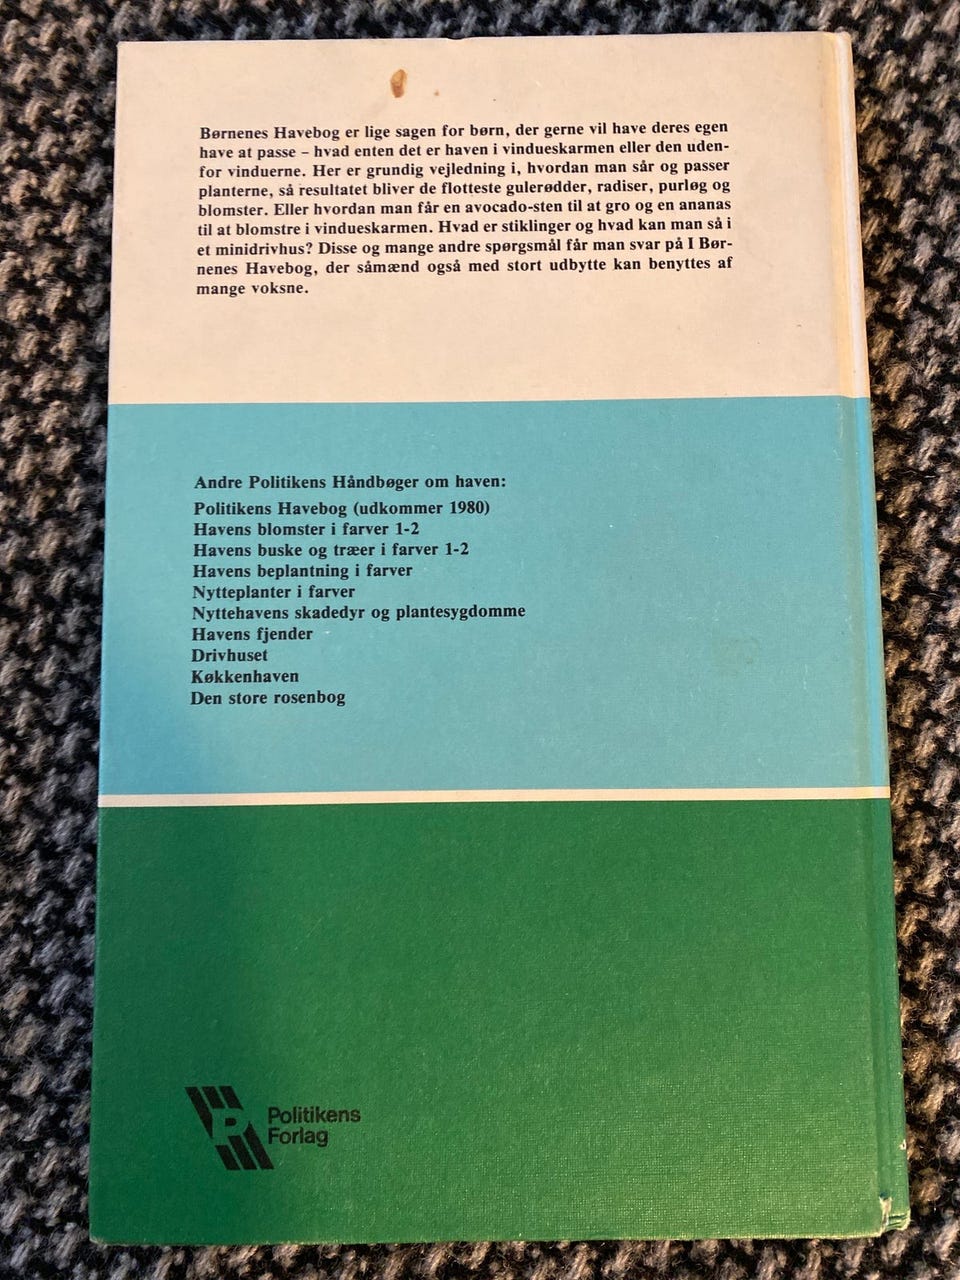 Børnenes Havebog er lige sagen for børn, der gerne vil have deres egen
have at passe – hvad enten det er haven i vindueskarmen eller den uden-
for vinduerne. Her er grundig vejledning i, hvordan man sår og passer
planterne, så resultatet bliver de flotteste gulerødder, radiser, purløg og
blomster. Eller hvordan man får en avocado-sten til at gro og en ananas
til at blomstre i vindueskarmen. Hvad er stiklinger og hvad kan man så i
et minidrivhus? Disse og mange andre spørgsmål får man svar på I Bør-
nenes Havebog, der såmænd også med stort udbytte kan benyttes af
mange voksne.
Andre Politikens Håndbøger om haven:
Politikens Havebog (udkommer 1980)
Havens blomster i farver 1-2
Havens buske og træer i farver 1-2
Havens beplantning i farver
Nytteplanter i farver
Nyttehavens skadedyr og plantesygdomme
Havens fjender
Drivhuset
Køkkenhaven
Den store rosenbog
P
Politikens
Forlag